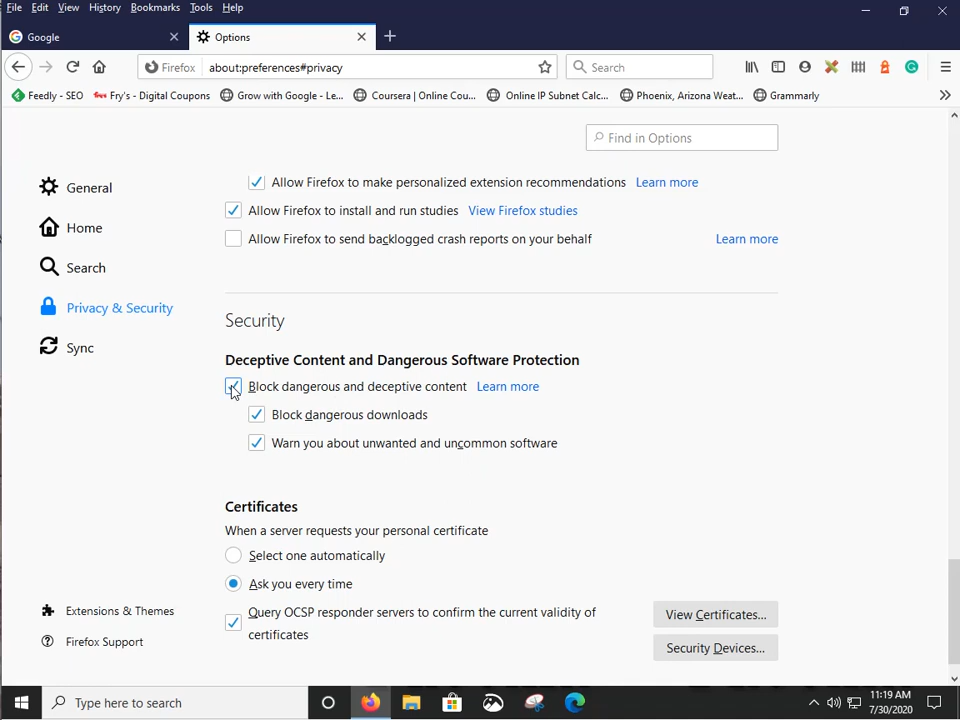 File Edit View History Bookmarks Tools Help
Google Options
Firefox about:preferences#privacy Search
Feedly - SEO Fry's - Digital Coupons Grow with Google - Le... Coursera | Online Cou... Online IP Subnet Calc... Phoenix, Arizona Weat... Grammarly
Find in Options
General
Home
Search
Privacy & Security
Sync
Allow Firefox to make personalized extension recommendations Learn more
Allow Firefox to install and run studies View Firefox studies
Allow Firefox to send backlogged crash reports on your behalf Learn more
Security
Deceptive Content and Dangerous Software Protection
Block dangerous and deceptive content Learn more
Block dangerous downloads
Warn you about unwanted and uncommon software
Certificates
When a server requests your personal certificate
Select one automatically
Ask you every time
Query OCSP responder servers to confirm the current validity of
certificates
View Certificates...
Security Devices...
Extensions & Themes
Firefox Support
Type here to search
11:19 AM
7/30/2020